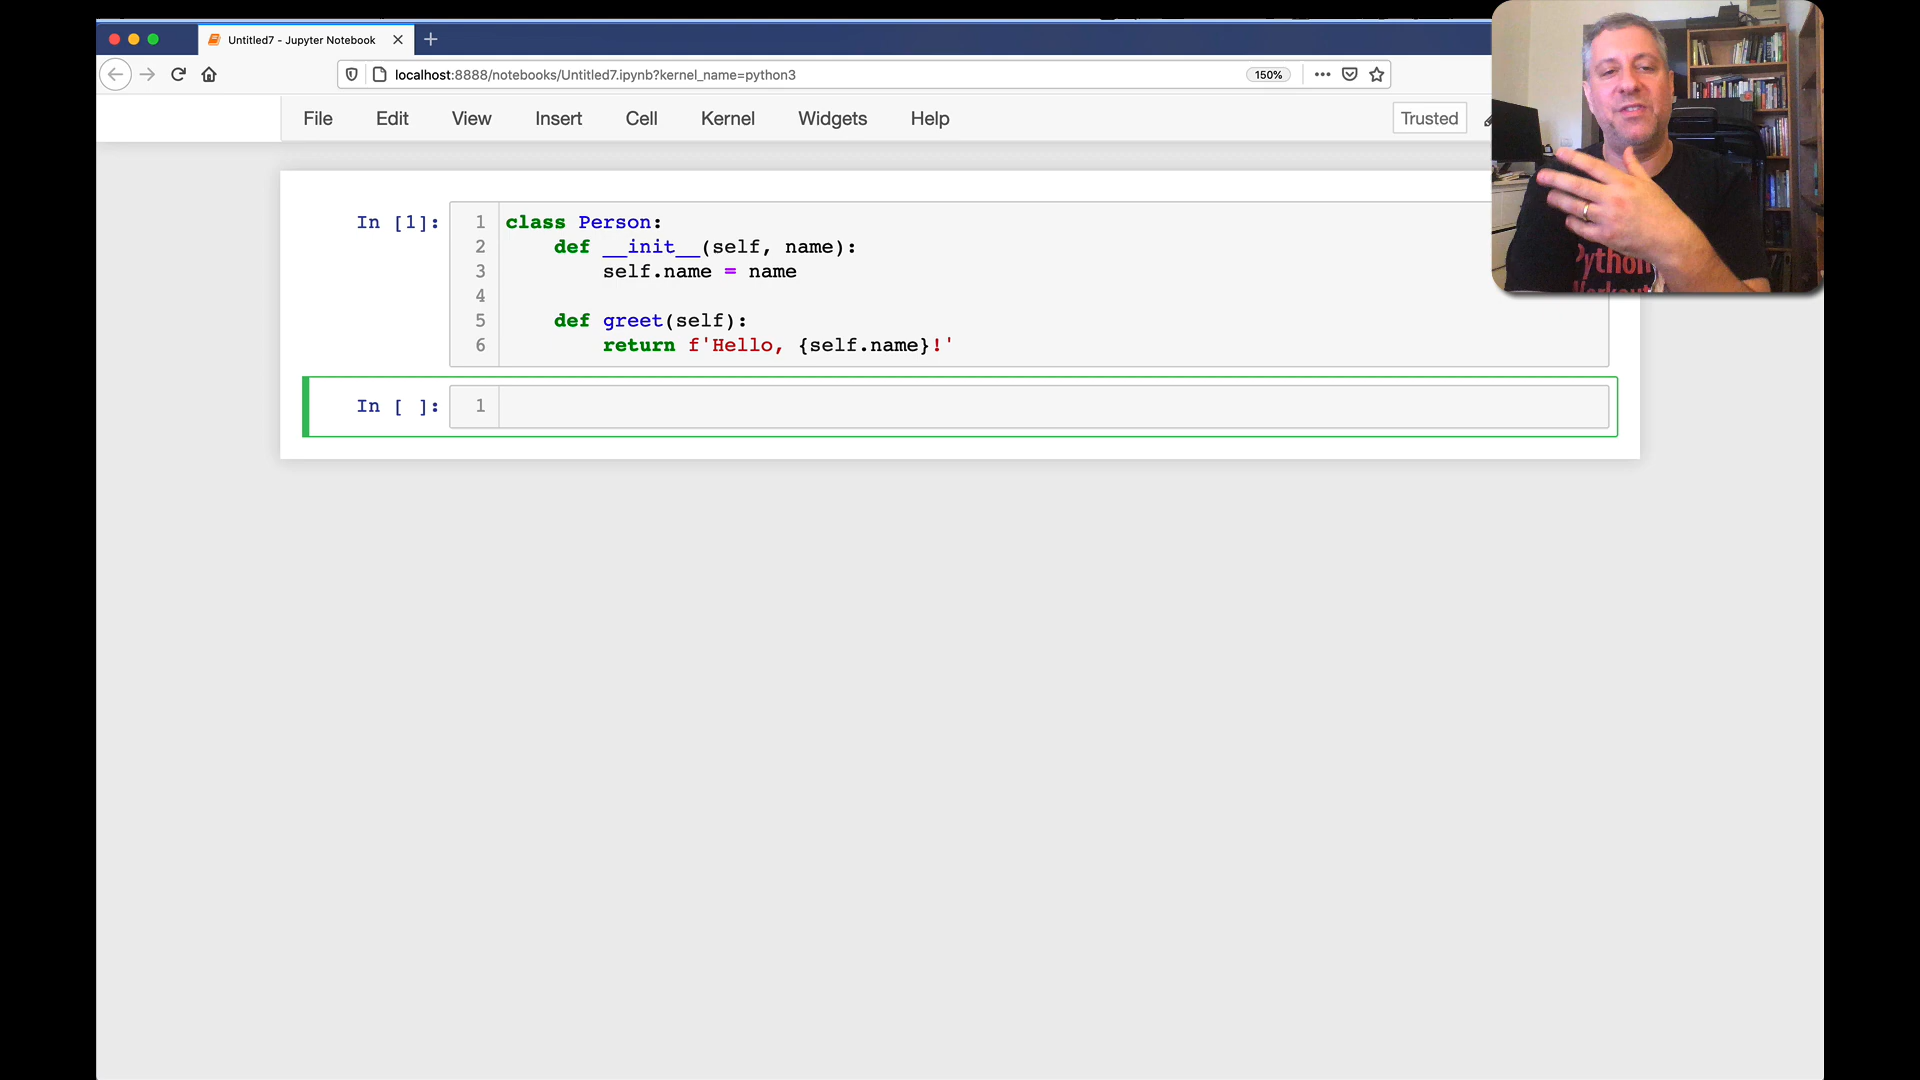 Untitled7 - Jupyter Notebook
localhost:8888/notebooks/Untitled7.ipynb?kernel_name=python3
150%
File Edit View Insert Cell Kernel Widgets Help
Trusted
In [1]:
1 class Person:
2     def __init__(self, name):
3         self.name = name
4
5     def greet(self):
6         return f'Hello, {self.name}!'
In [ ]:
1
Python
Workout